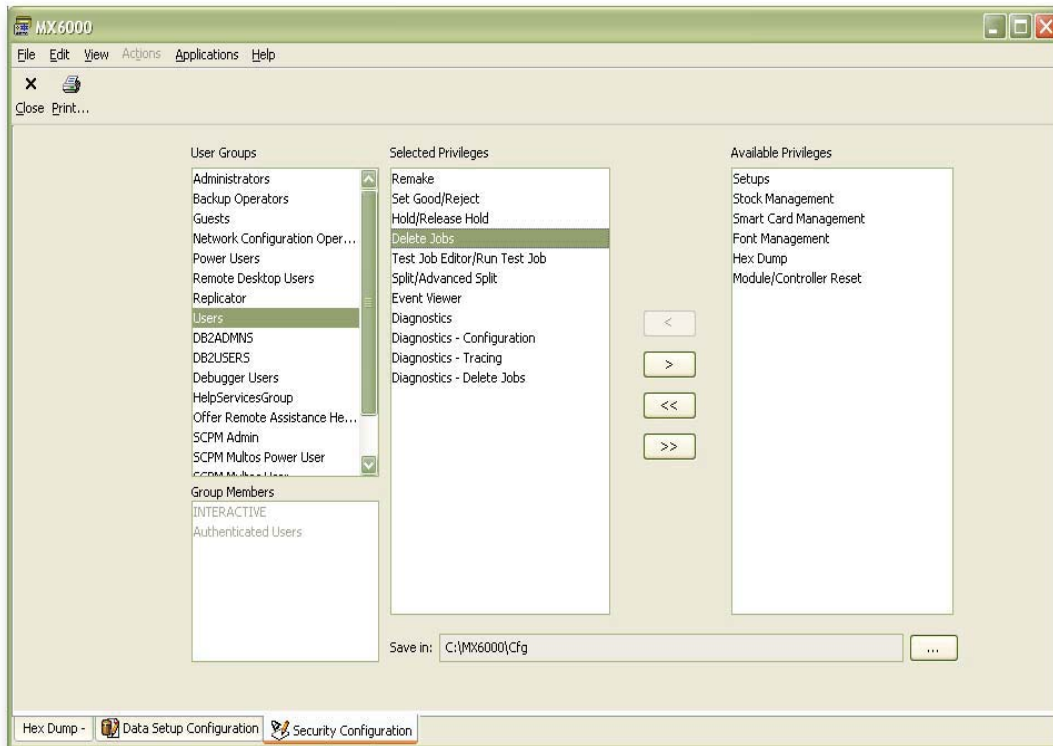 MX6000
File Edit View Actions Applications Help
Close Print...
User Groups
Administrators
Backup Operators
Guests
Network Configuration Oper...
Power Users
Remote Desktop Users
Replicator
Users
DB2ADMNS
DB2USERS
Debugger Users
HelpServicesGroup
Offer Remote Assistance He...
SCPM Admin
SCPM Multos Power User
SCPM Multos User
Group Members
INTERACTIVE
Authenticated Users
Selected Privileges
Remake
Set Good/Reject
Hold/Release Hold
Delete Jobs
Test Job Editor/Run Test Job
Split/Advanced Split
Event Viewer
Diagnostics
Diagnostics - Configuration
Diagnostics - Tracing
Diagnostics - Delete Jobs
<
>
<<
>>
Available Privileges
Setups
Stock Management
Smart Card Management
Font Management
Hex Dump
Module/Controller Reset
Save in: C:\MX6000\Cfg ...
Hex Dump - Data Setup Configuration Security Configuration